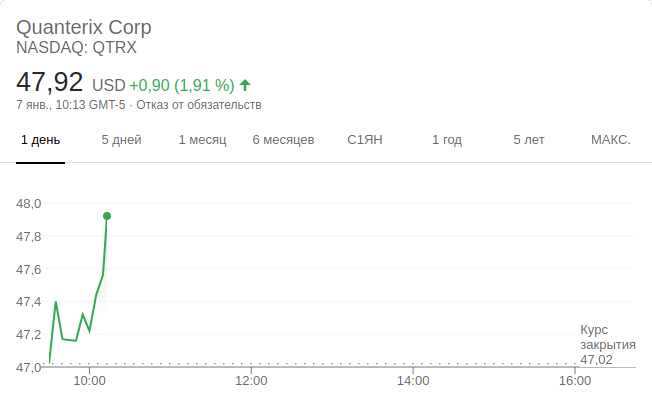 Quanterix Corp
NASDAQ: QTRX
47,92 USD +0,90 (1,91 %)
7 янв., 10:13 GMT-5 · Отказ от обязательств
1 день 5 дней 1 месяц 6 месяцев С1ЯН 1 год 5 лет МАКС.
48,0
47,8
47,6
47,4
47,2
47,0
Курс
закрытия
47,02
10:00 12:00 14:00 16:00